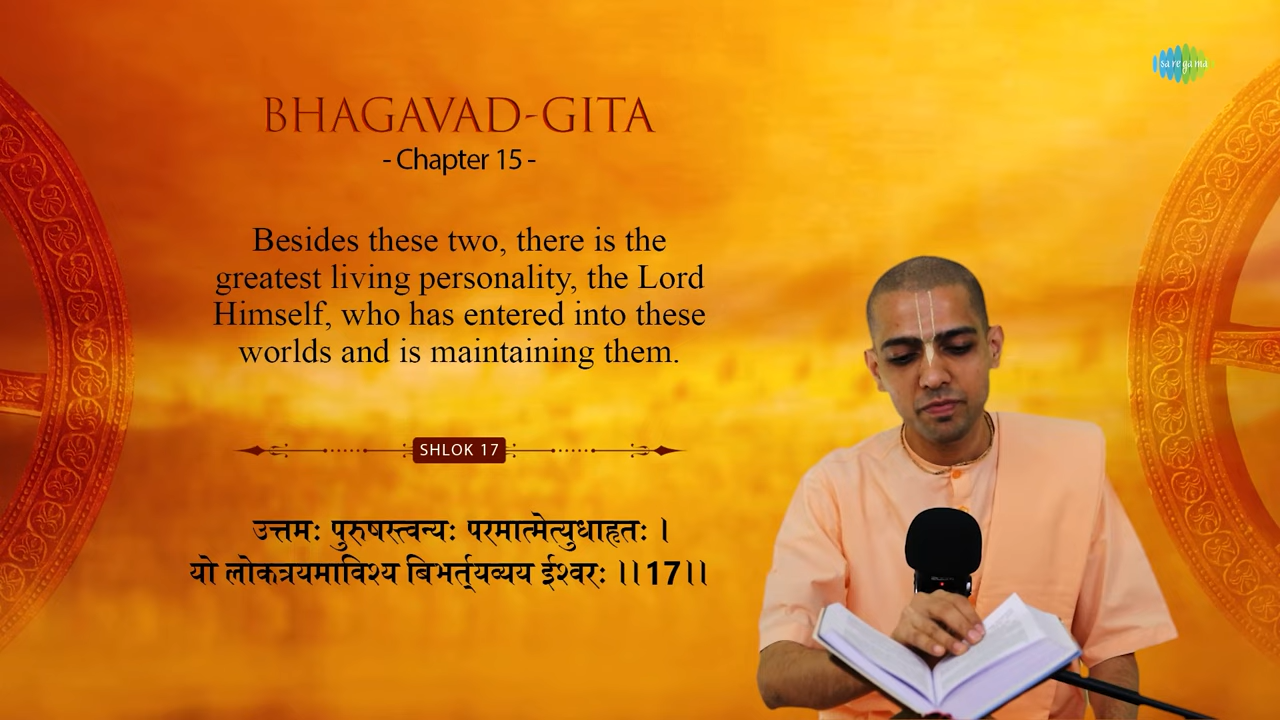 saregama
BHAGAVAD-GITA
- Chapter 15 -
Besides these two, there is the
greatest living personality, the Lord
Himself, who has entered into these
worlds and is maintaining them.
SHLOK 17
उत्तमः पुरुषस्त्वन्यः परमात्मेत्युधाहृतः ।
यो लोकत्रयमाविश्य बिभर्त्यव्यय ईश्वरः ।।17।।